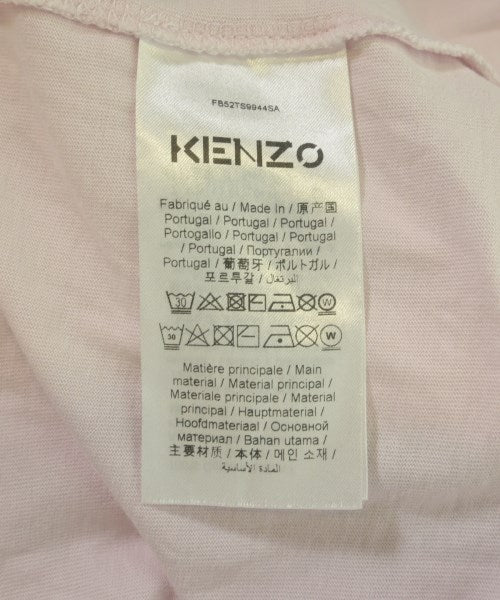 FB52TS9944SA
KENZO
Fabriqué au / Made In / 原产国
Portugal / Portugal / Portugal /
Portogallo / Portugal / Portugal
/ Portugal / Португалии /
Portugal / 葡萄牙 / ポルトガル /
포르투갈 / البرتغال
30 W
30 W
Matière principale / Main
material / Material principal /
Materiale principale / Material
principal / Hauptmaterial /
Hoofdmateriaal / Основной
материал / Bahan utama /
主要材质 / 本体 / 메인 소재 /
المادة الأساسية